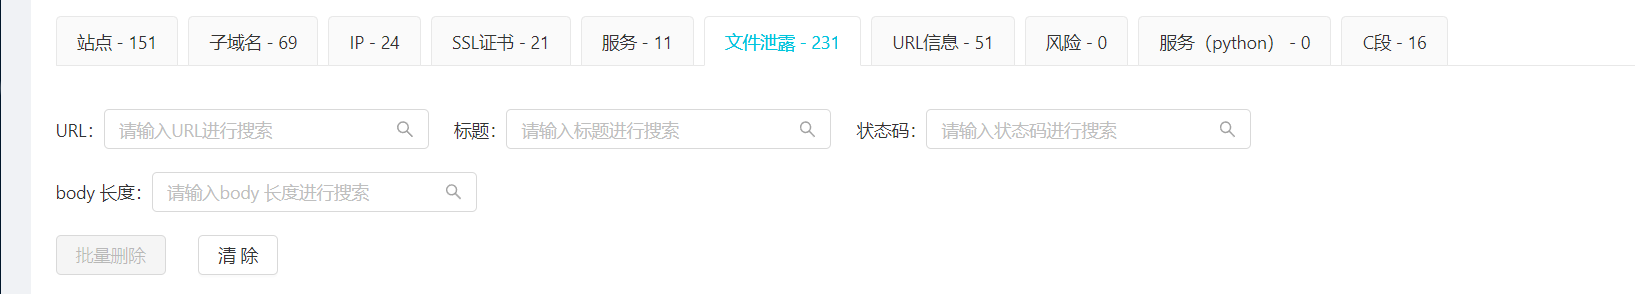 站点 - 151 子域名 - 69 IP - 24 SSL证书 - 21 服务 - 11 文件泄露 - 231 URL信息 - 51 风险 - 0 服务（python） - 0 C段 - 16
URL： 请输入URL进行搜索 标题： 请输入标题进行搜索 状态码： 请输入状态码进行搜索
body 长度： 请输入body 长度进行搜索
批量删除 清 除